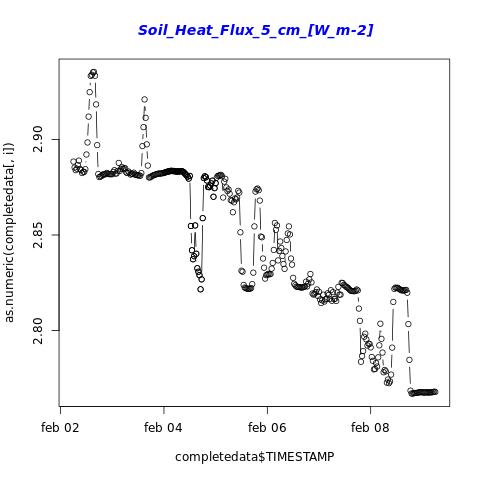 Soil_Heat_Flux_5_cm_[W_m-2]
as.numeric(completedata[, i])
2.90
2.85
2.80
feb 02
feb 04
feb 06
feb 08
completedata$TIMESTAMP